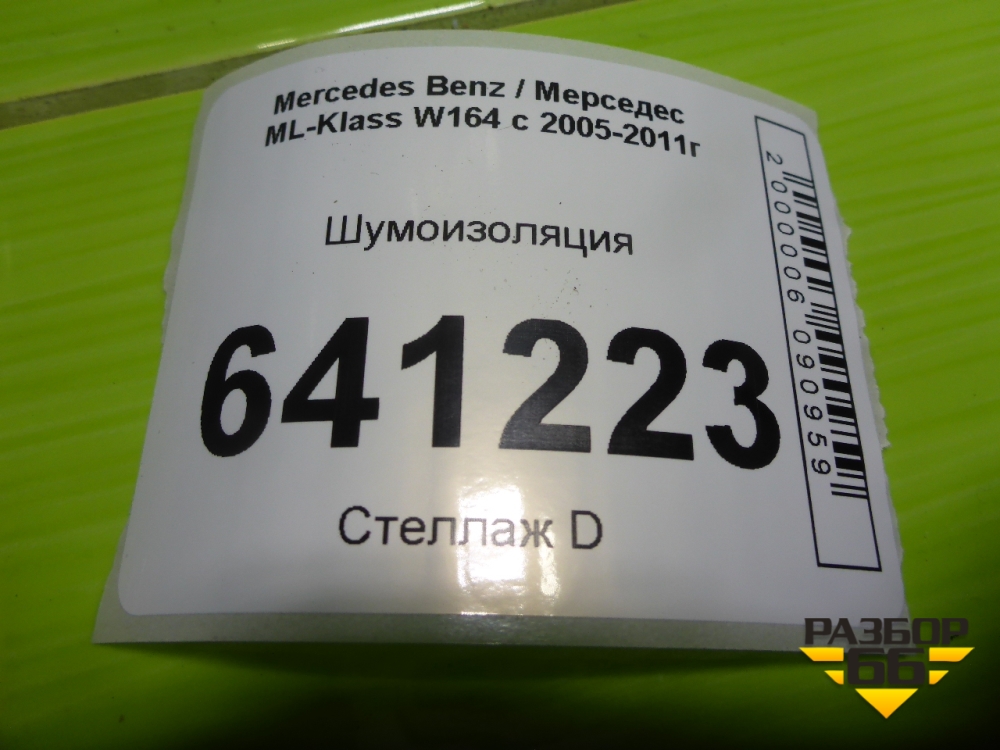 Mercedes Benz / Мерседес
ML-Klass W164 с 2005-2011г
Шумоизоляция
641223
Стеллаж D
2000006090959
РАЗБОР
66